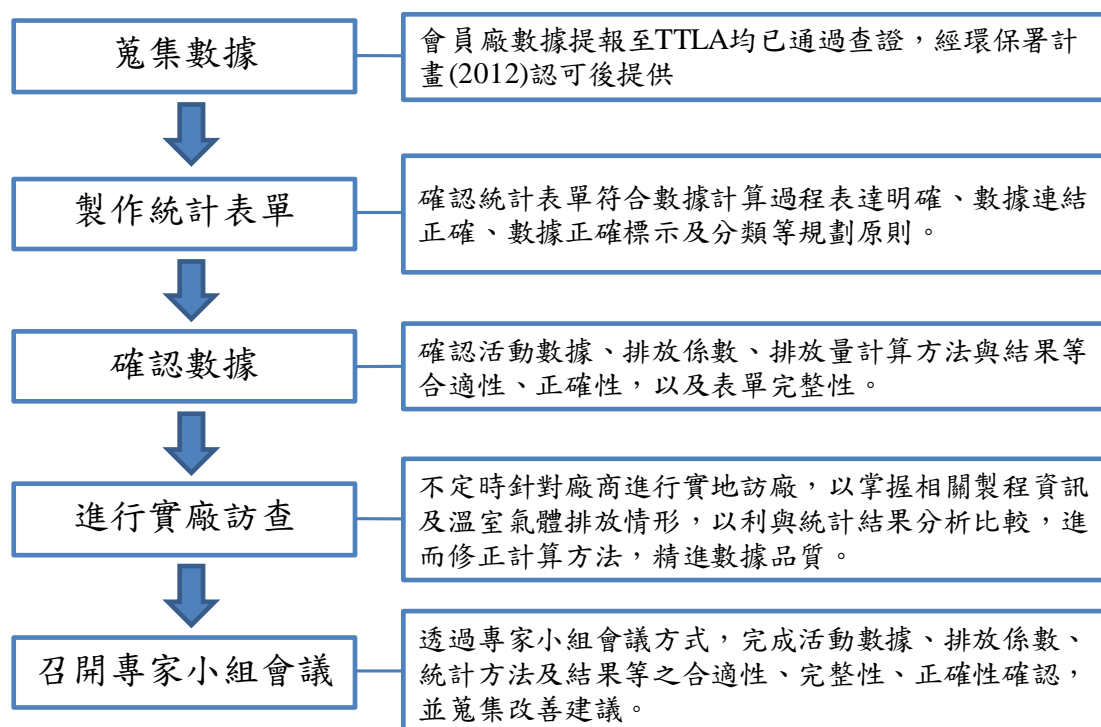 蒐集數據
會員廠數據提報至TTLA均已通過查證，經環保署計
畫(2012)認可後提供
製作統計表單
確認統計表單符合數據計算過程表達明確、數據連結
正確、數據正確標示及分類等規劃原則。
確認數據
確認活動數據、排放係數、排放量計算方法與結果等
合適性、正確性，以及表單完整性。
進行實廠訪查
不定時針對廠商進行實地訪廠，以掌握相關製程資訊
及溫室氣體排放情形，以利與統計結果分析比較，進
而修正計算方法，精進數據品質。
召開專家小組會議
透過專家小組會議方式，完成活動數據、排放係數、
統計方法及結果等之合適性、完整性、正確性確認，
並蒐集改善建議。